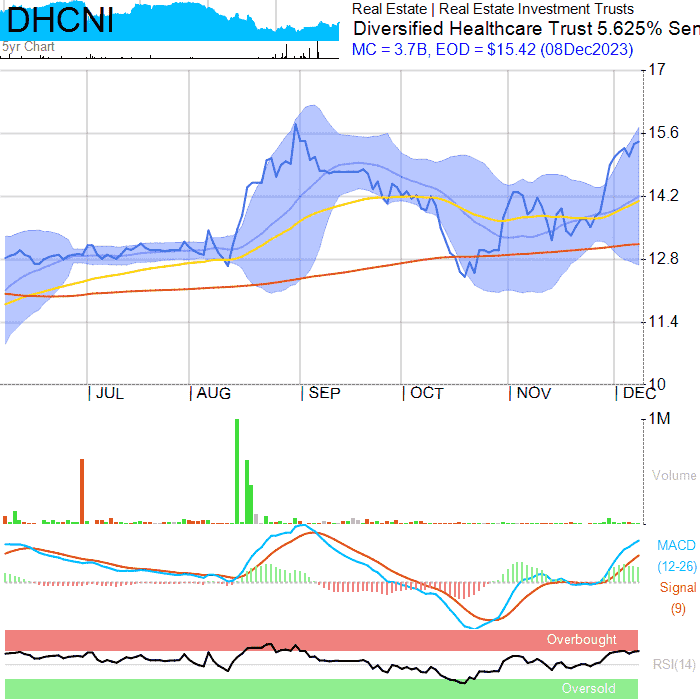 DHCNI
5yr Chart
Real Estate | Real Estate Investment Trusts
Diversified Healthcare Trust 5.625% Sen
MC = 3.7B, EOD = $15.42 (08Dec2023)
17
15.6
14.2
12.8
11.4
10
JUL AUG SEP OCT NOV DEC
1M
Volume
MACD
(12-26)
Signal
(9)
Overbought
RSI(14)
Oversold